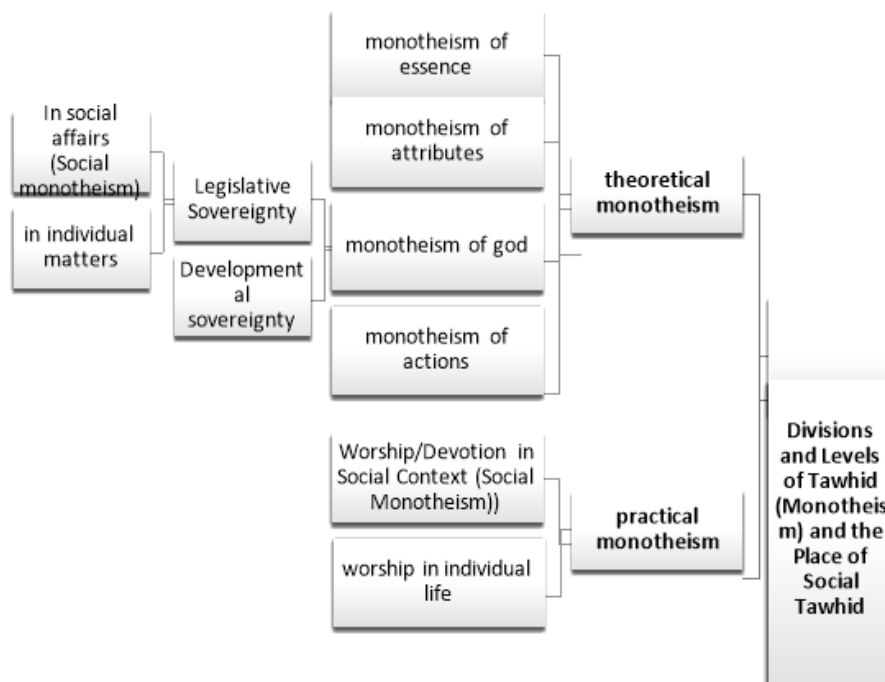 monotheism of
essence
In social
affairs
(Social
monotheism)
monotheism of
attributes
Legislative
Sovereignty
theoretical
monotheism
in individual
matters
monotheism of god
Development
al
sovereignty
monotheism of
actions
Worship/Devotion in
Social Context (Social
Monotheism))
practical
monotheism
worship in individual
life
Divisions
and Levels
of Tawhid
(Monotheis
m) and the
Place of
Social
Tawhid